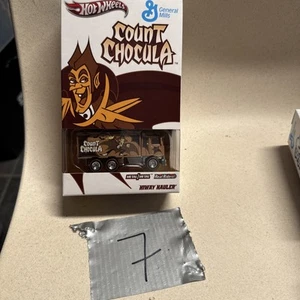 Hot Wheels
General
Mills
COUNT
CHOCULA
COUNT
CHOCULA
HIWAY HAULER
7